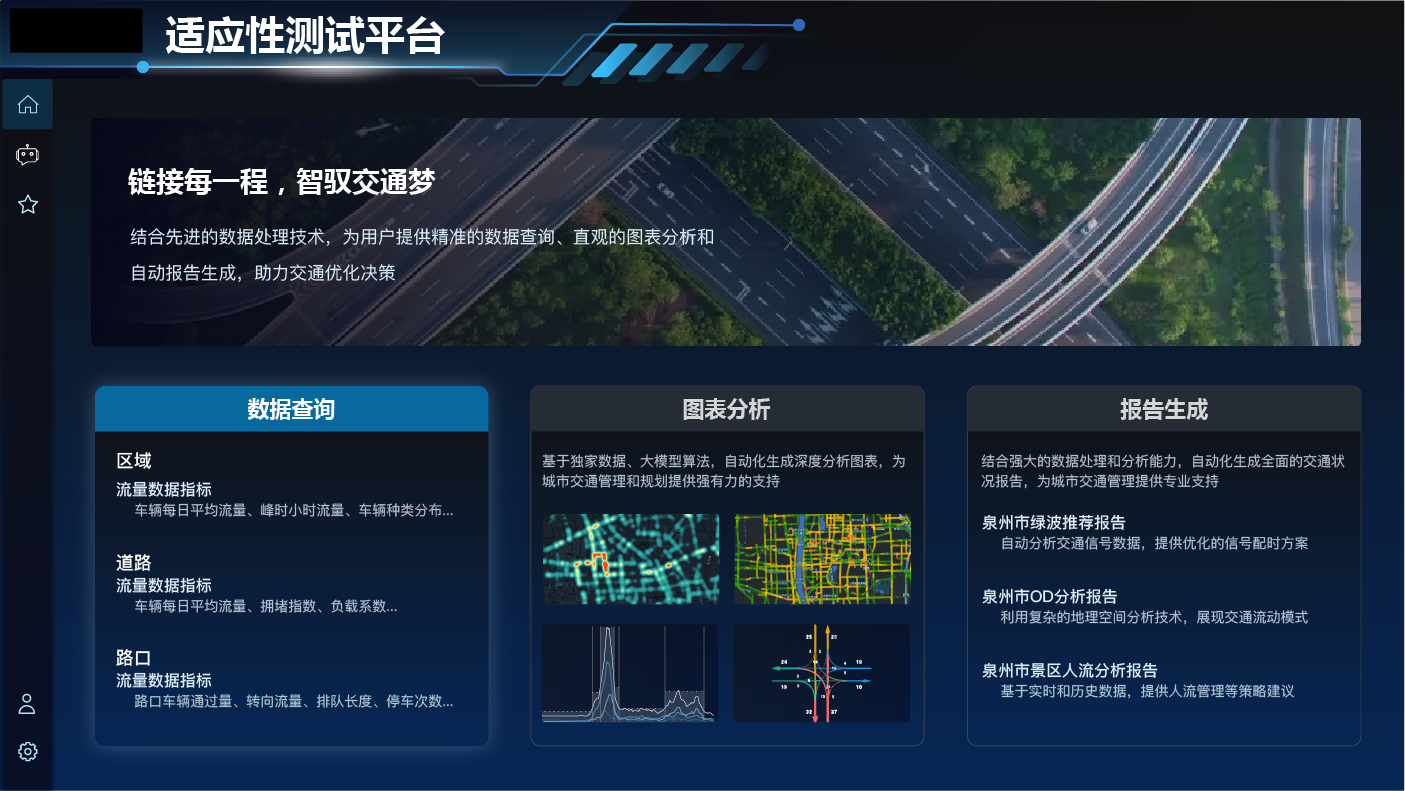 适应性测试平台
链接每一程，智驭交通梦
结合先进的数据处理技术，为用户提供精准的数据查询、直观的图表分析和
自动报告生成，助力交通优化决策
数据查询
区域
流量数据指标
车辆每日平均流量、峰时小时流量、车辆种类分布...
道路
流量数据指标
车辆每日平均流量、拥堵指数、负载系数...
路口
流量数据指标
路口车辆通过量、转向流量、排队长度、停车次数...
图表分析
基于独家数据、大模型算法，自动化生成深度分析图表，为
城市交通管理和规划提供强有力的支持
25
24
19
19
18
32
37
报告生成
结合强大的数据处理和分析能力，自动化生成全面的交通状
况报告，为城市交通管理提供专业支持
泉州市绿波推荐报告
自动分析交通信号数据，提供优化的信号配时方案
泉州市OD分析报告
利用复杂的地理空间分析技术，展现交通流动模式
泉州市景区人流分析报告
基于实时和历史数据，提供人流管理等策略建议